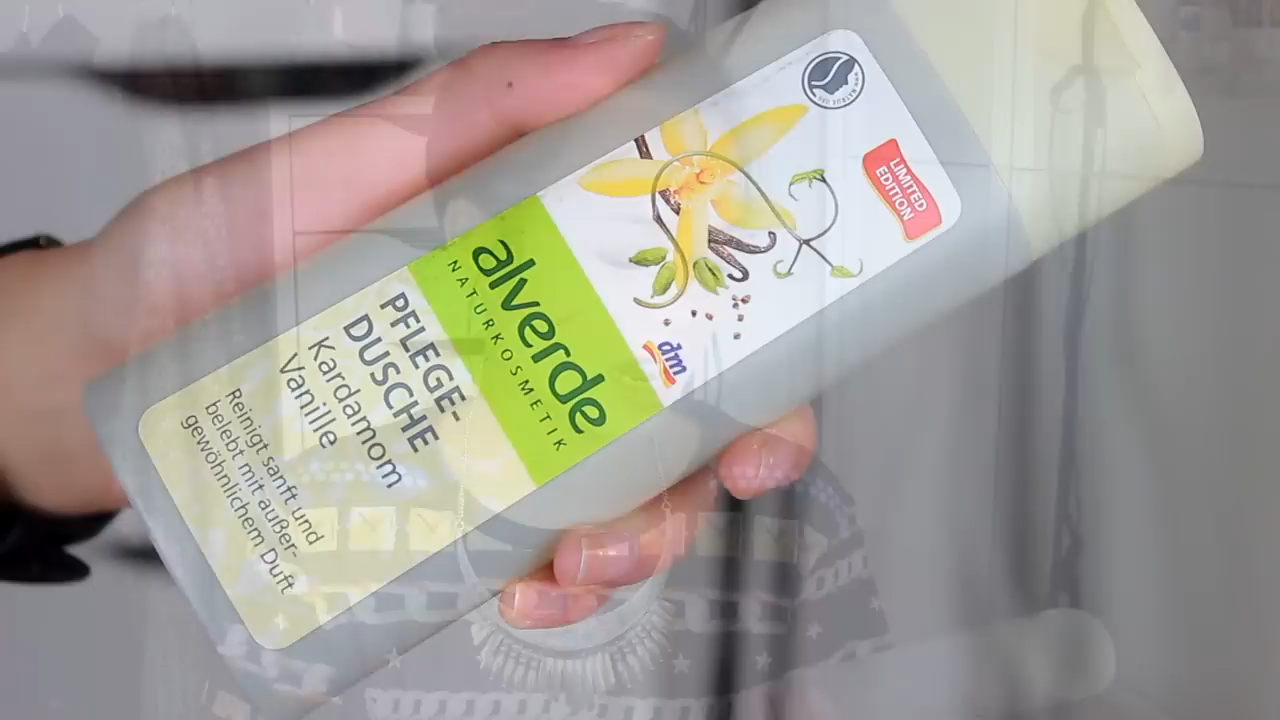 LIMITED
EDITION
dm
alverde
NATURKOSMETIK
PFLEGE-
DUSCHE
Kardamom
Vanille
Reinigt sanft und
belebt mit außer-
gewöhnlichem Duft